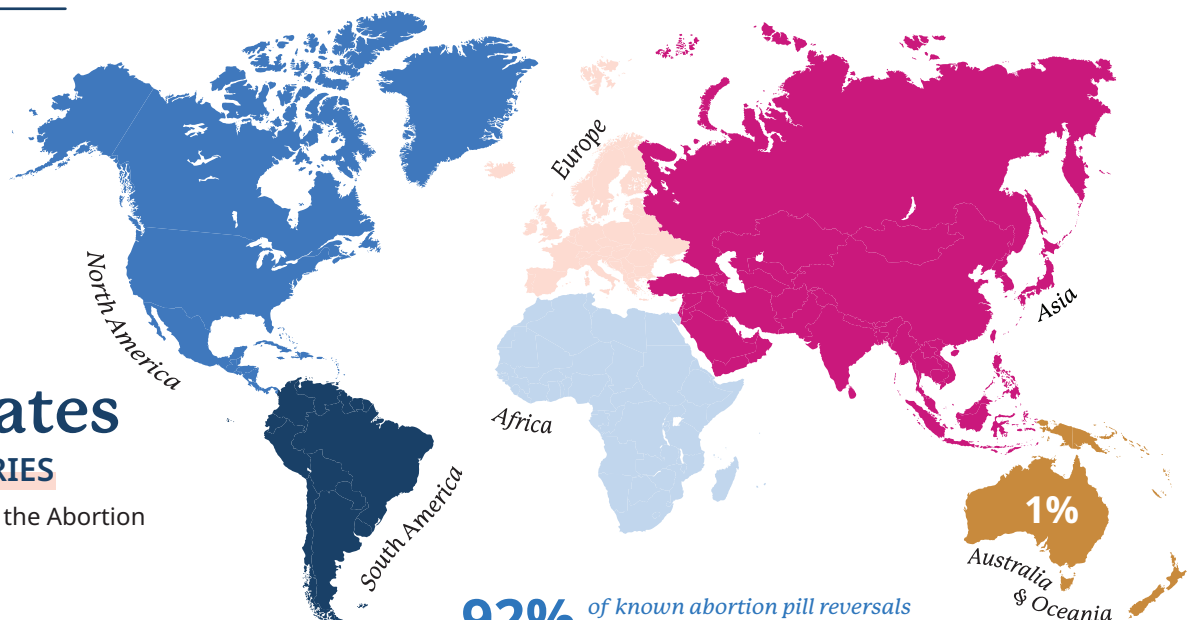 Europe
North America
Asia
ates
Africa
RIES
South America
1%
the Abortion
Australia
& Oceania
92% of known abortion pill reversals